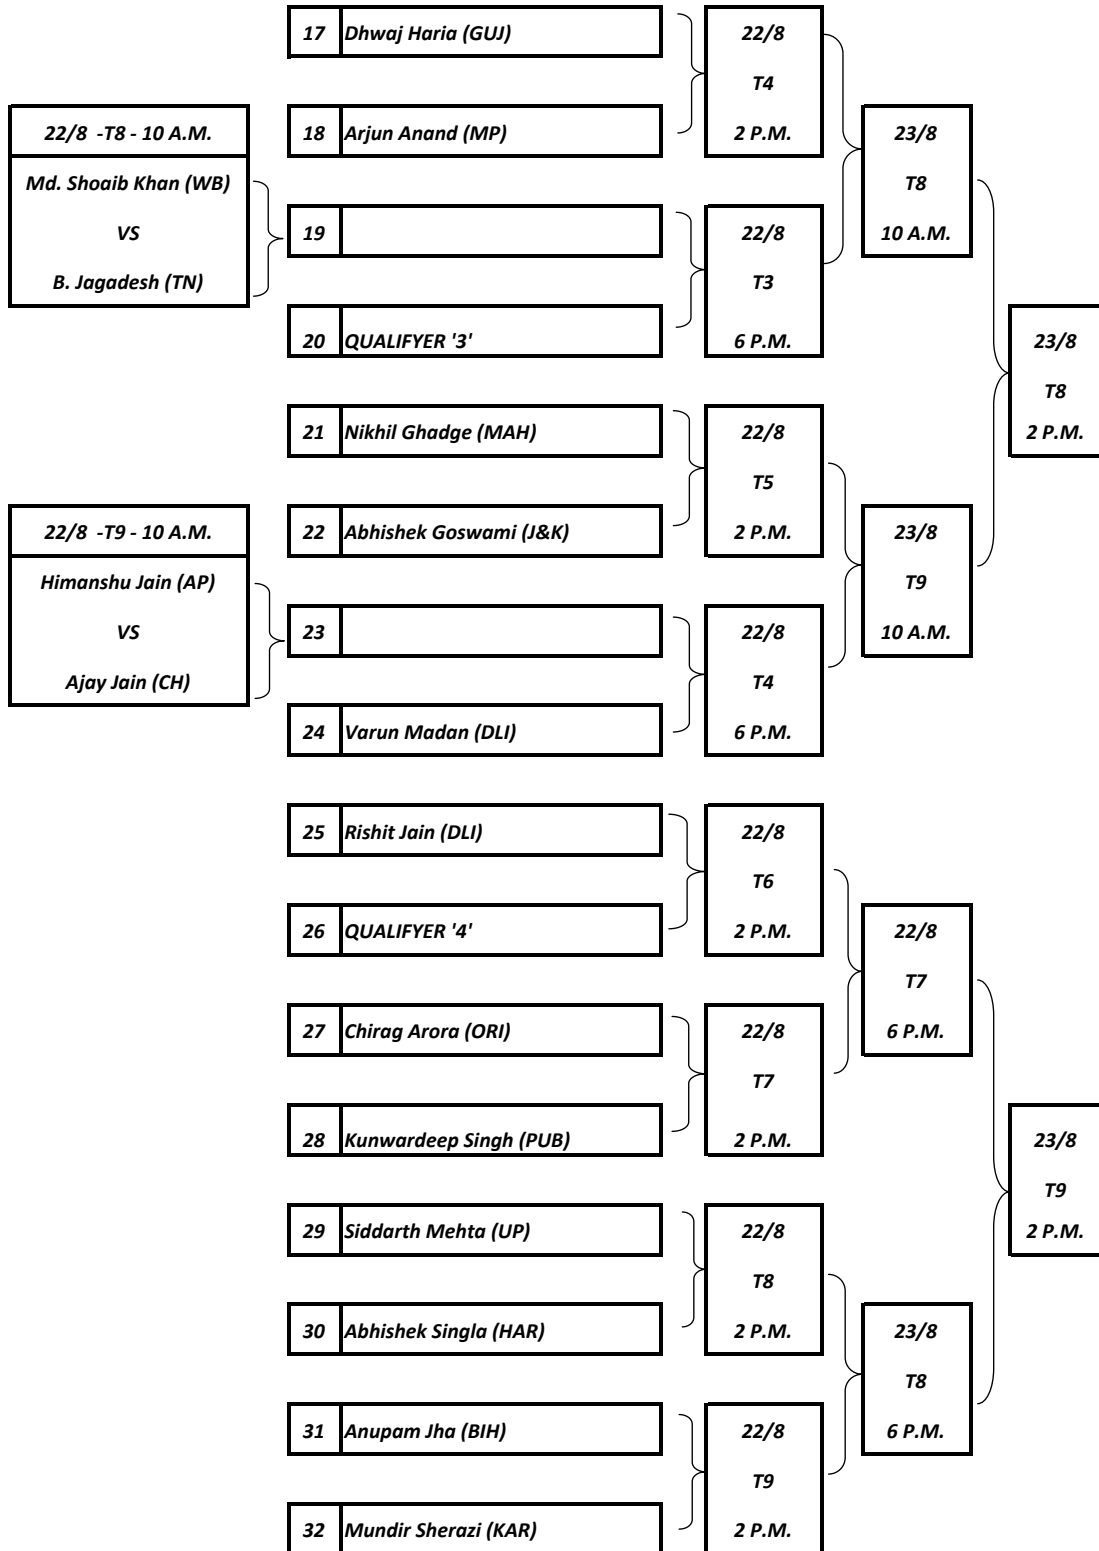 17 Dhwaj Haria (GUJ)
22/8
T4
2 P.M.
18 Arjun Anand (MP)
22/8 -T8 - 10 A.M.
Md. Shoaib Khan (WB)
VS
B. Jagadesh (TN)
23/8
T8
10 A.M.
19
22/8
T3
6 P.M.
20 QUALIFYER '3'
23/8
T8
2 P.M.
21 Nikhil Ghadge (MAH)
22/8
T5
2 P.M.
22 Abhishek Goswami (J&K)
22/8 -T9 - 10 A.M.
Himanshu Jain (AP)
VS
Ajay Jain (CH)
23/8
T9
10 A.M.
23
22/8
T4
6 P.M.
24 Varun Madan (DLI)
25 Rishit Jain (DLI)
22/8
T6
2 P.M.
26 QUALIFYER '4'
22/8
T7
6 P.M.
27 Chirag Arora (ORI)
22/8
T7
2 P.M.
28 Kunwardeep Singh (PUB)
23/8
T9
2 P.M.
29 Siddarth Mehta (UP)
22/8
T8
2 P.M.
30 Abhishek Singla (HAR)
23/8
T8
6 P.M.
31 Anupam Jha (BIH)
22/8
T9
2 P.M.
32 Mundir Sherazi (KAR)